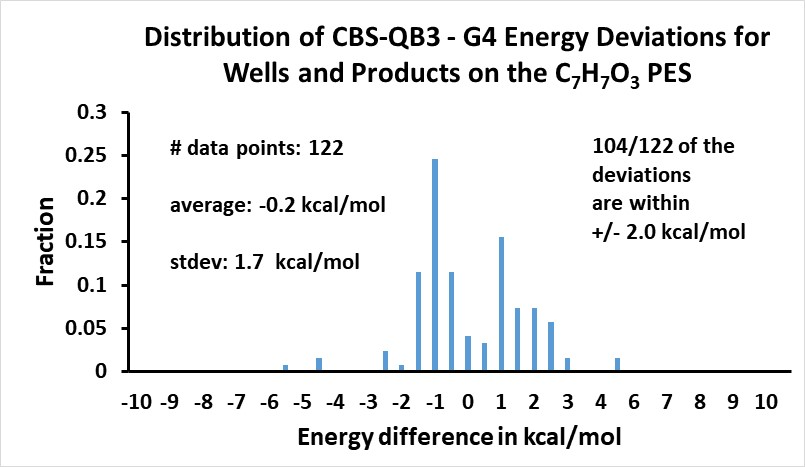 Distribution of CBS-QB3 - G4 Energy Deviations for
Wells and Products on the C₇H₇O₃ PES
0.3
0.25
0.2
0.15
0.1
0.05
0
Fraction
# data points: 122
average: -0.2 kcal/mol
stdev: 1.7 kcal/mol
104/122 of the
deviations
are within
+/- 2.0 kcal/mol
-10 -9 -8 -7 -6 -5 -4 -3 -2 -1 0 1 2 3 4 5 6 7 8 9 10
Energy difference in kcal/mol